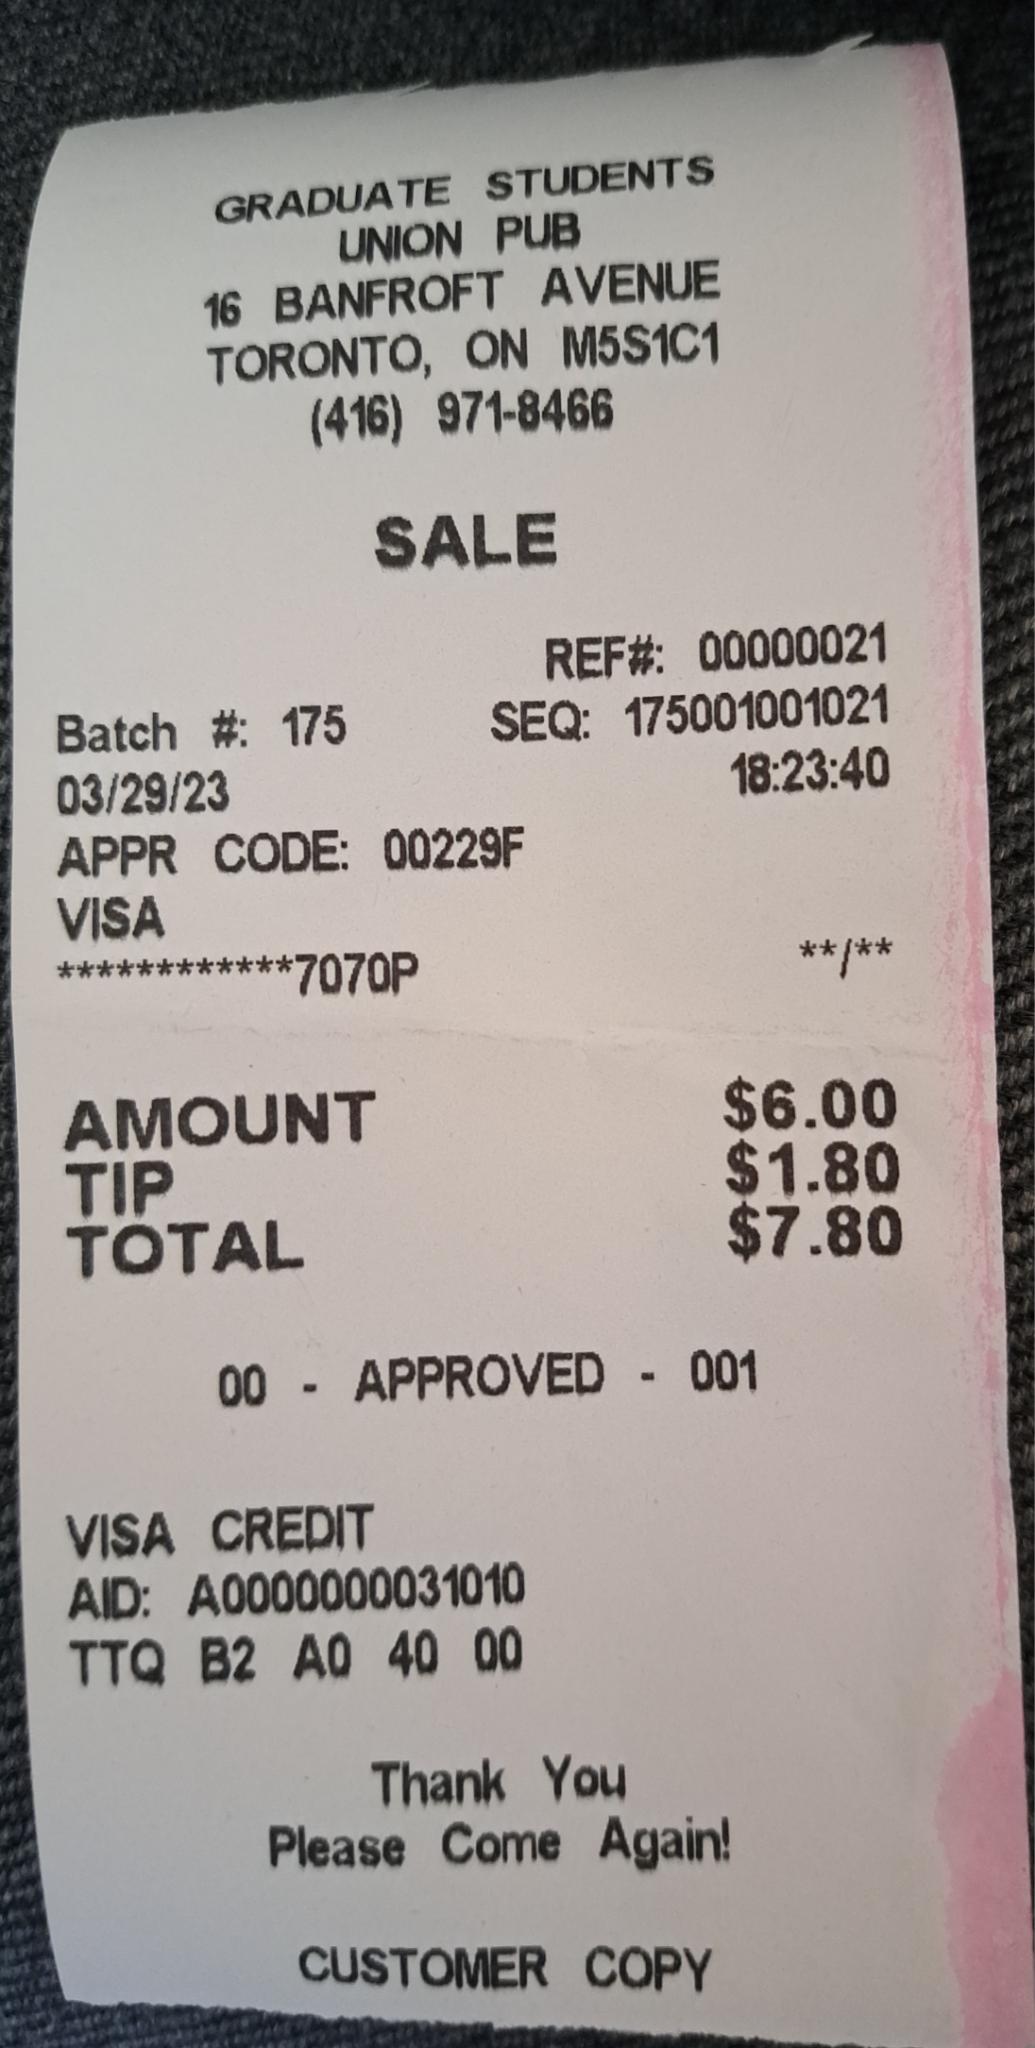 GRADUATE STUDENTS
UNION PUB
16 BANFROFT AVENUE
TORONTO, ON M5S1C1
(416) 971-8466
SALE
REF#: 00000021
Batch #: 175 SEQ: 175001001021
03/29/23 18:23:40
APPR CODE: 00229F
VISA
************7070P **/**
AMOUNT $6.00
TIP $1.80
TOTAL $7.80
00 - APPROVED - 001
VISA CREDIT
AID: A0000000031010
TTQ B2 A0 40 00
Thank You
Please Come Again!
CUSTOMER COPY